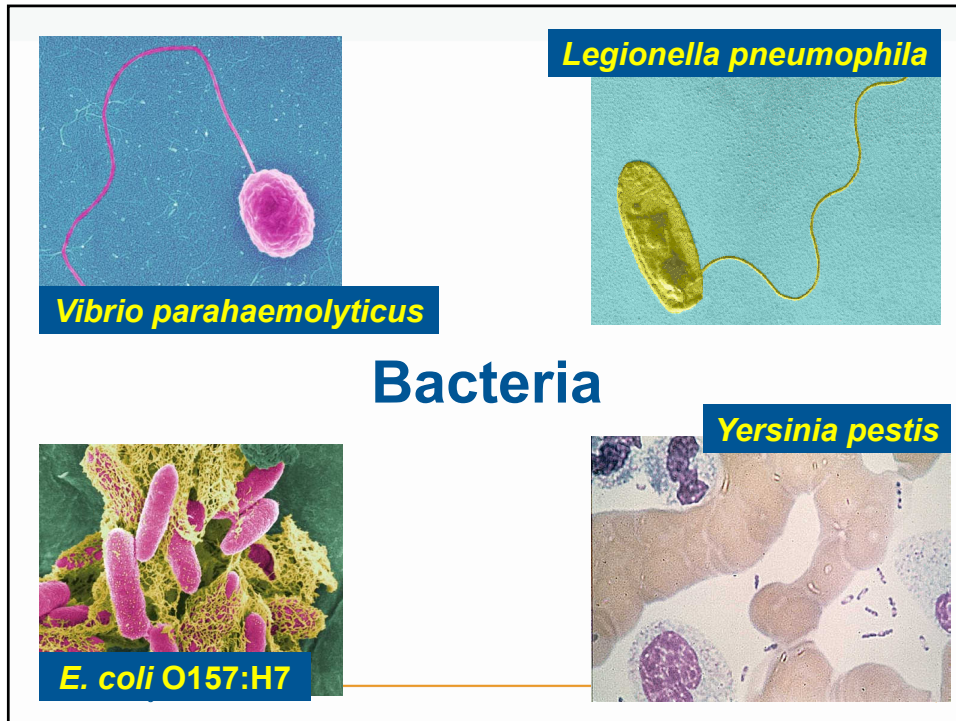 Legionella pneumophila
Vibrio parahaemolyticus
Bacteria
Yersinia pestis
E. coli O157:H7